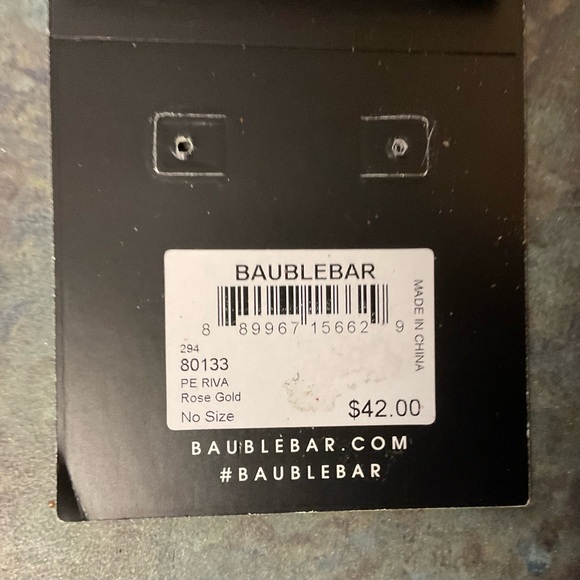 BAUBLEBAR
8 89967 15662 9
MADE IN CHINA
294
80133
PE RIVA
Rose Gold
No Size
$42.00
BAUBLEBAR.COM
#BAUBLEBAR